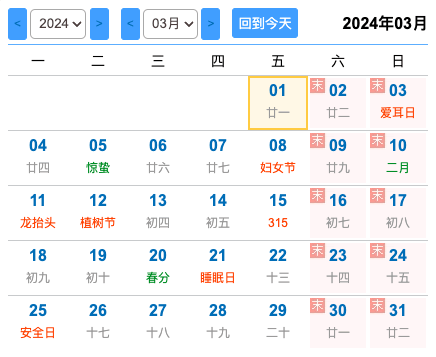 < 2024 > < 03月 > 回到今天 2024年03月
一 二 三 四 五 六 日
01 末 02 末 03
廿一 廿二 爱耳日
04 05 06 07 08 末 09 末 10
廿四 惊蛰 廿六 廿七 妇女节 廿九 二月
11 12 13 14 15 末 16 末 17
龙抬头 植树节 初四 初五 315 初七 初八
18 19 20 21 22 末 23 末 24
初九 初十 春分 睡眠日 十三 十四 十五
25 26 27 28 29 末 30 末 31
安全日 十七 十八 十九 二十 廿一 廿二